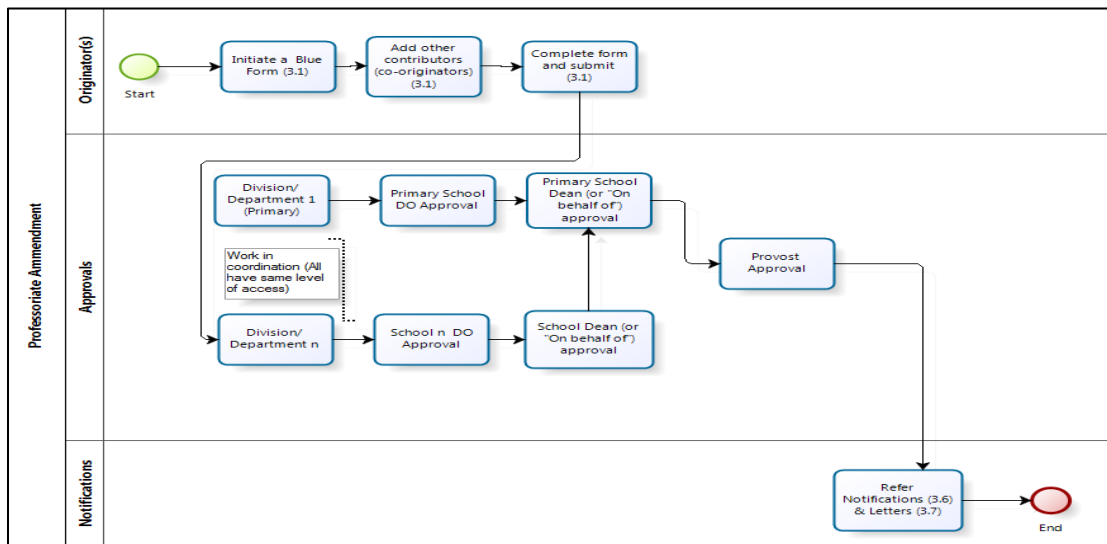 Professoriate Ammendment
Originator(s)
Start
Initiate a Blue
Form (3.1)
Add other
contributors
(co-originators)
(3.1)
Complete form
and submit
(3.1)
Approvals
Division/
Department 1
(Primary)
Primary School
DO Approval
Primary School
Dean (or "On
behalf of")
approval
Provost
Approval
Work in
coordination (All
have same level
of access)
Division/
Department n
School n DO
Approval
School Dean (or
"On behalf of")
approval
Notifications
Refer
Notifications (3.6)
& Letters (3.7)
End